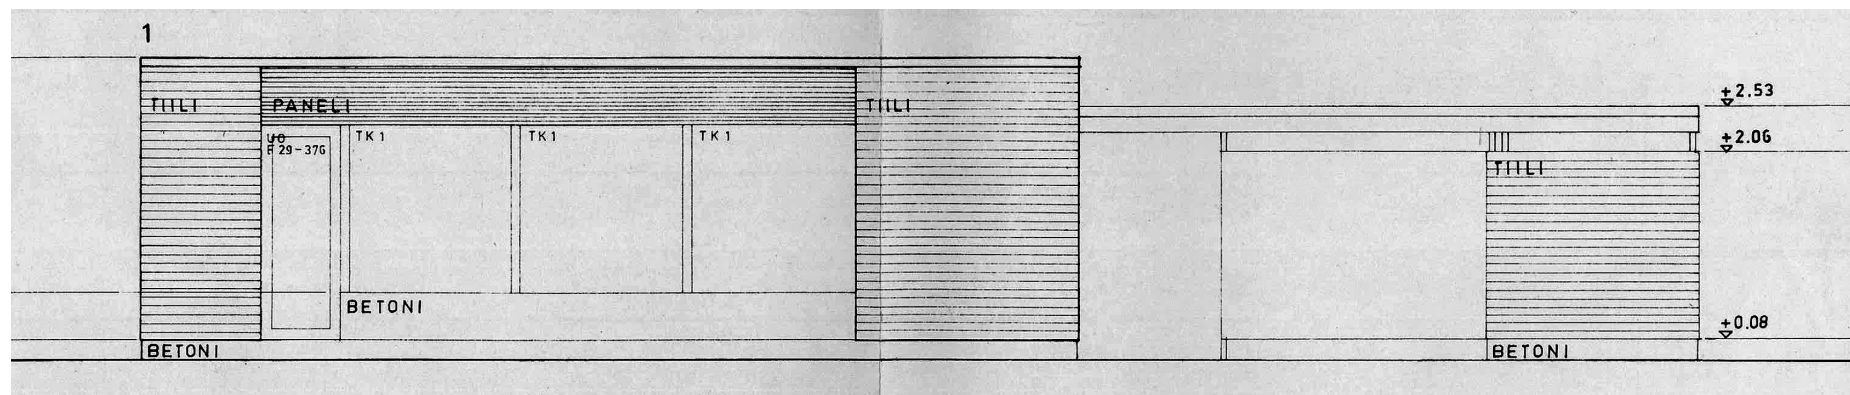 1
TIILI
PANELI
TIILI
+2.53
UO
F 29-37G
TK1
TK1
TK1
+2.06
TIILI
BETONI
+0.08
BETONI
BETONI